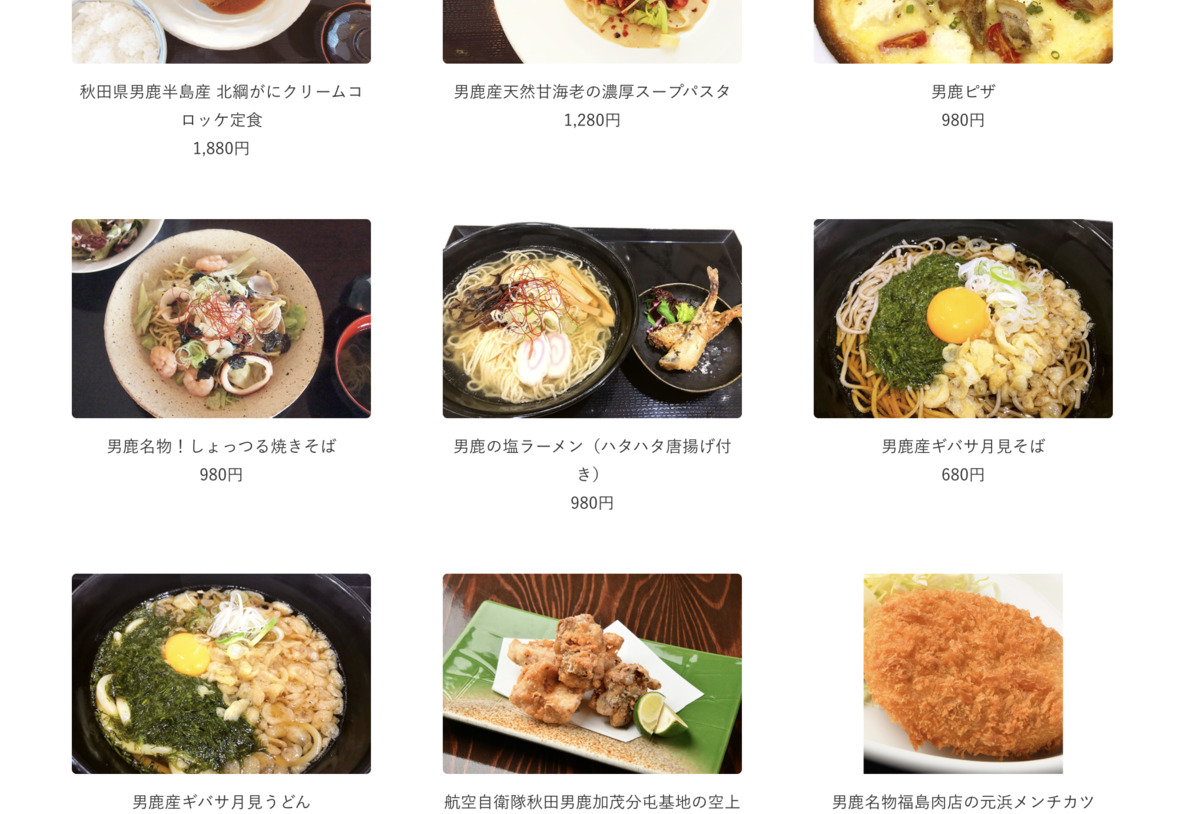 秋田県男鹿半島産 北綱がにクリームコ
ロッケ定食
1,880円
男鹿産天然甘海老の濃厚スープパスタ
1,280円
男鹿ピザ
980円
男鹿名物！しょっつる焼きそば
980円
男鹿の塩ラーメン（ハタハタ唐揚げ付
き）
980円
男鹿産ギバサ月見そば
680円
男鹿産ギバサ月見うどん
航空自衛隊秋田男鹿加茂分屯基地の空上
男鹿名物福島肉店の元浜メンチカツ